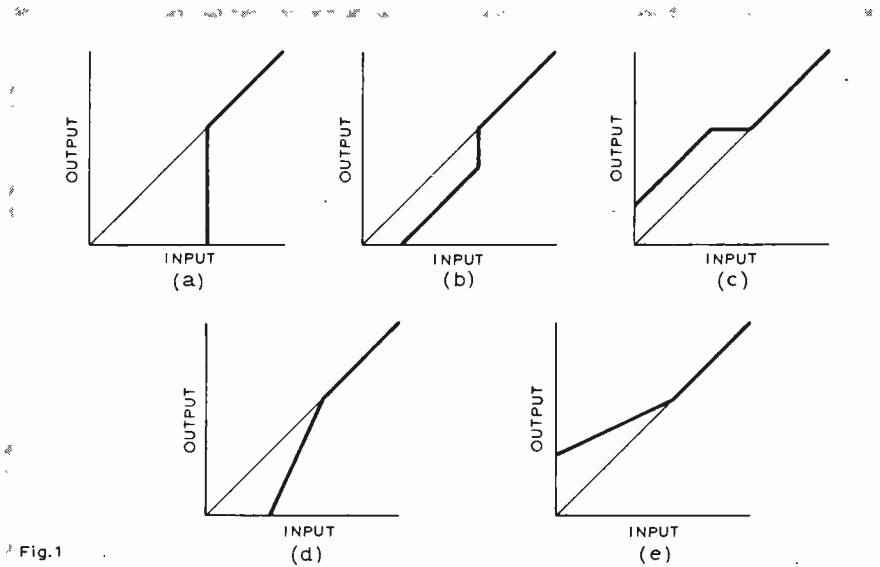 OUTPUT
INPUT
(a)
OUTPUT
INPUT
(b)
OUTPUT
INPUT
(c)
OUTPUT
INPUT
(d)
OUTPUT
INPUT
(e)
Fig.1